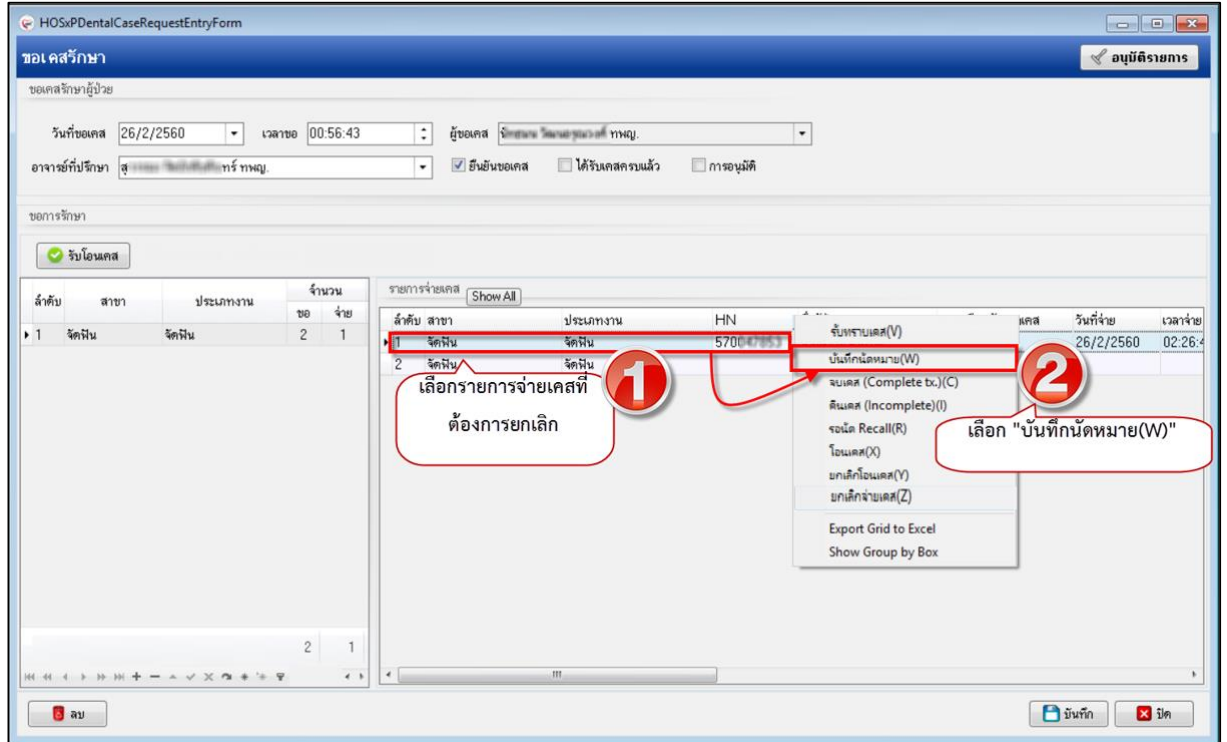 HOSxPDentalCaseRequestEntryForm
ขอเคสรักษา
อนุมัติรายการ
ขอเคสรักษาผู้ป่วย
วันที่ขอเคส 26/2/2560 เวลาขอ 00:56:43 ผู้ขอเคส ทพญ.
อาจารย์ที่ปรึกษา ทร์ ทพญ. ยืนยันขอเคส ได้รับเคสครบแล้ว การอนุมัติ
ขอการรักษา
รับโอนเคส
ลำดับ สาขา ประเภทงาน จำนวน
ขอ จ่าย
1 จัดฟัน จัดฟัน 2 1
2 1
รายการจ่ายเคส Show All
ลำดับ สาขา ประเภทงาน HN วันที่จ่าย เวลาจ่าย
1 จัดฟัน จัดฟัน 570 26/2/2560 02:26:4
2 จัดฟัน จัดฟัน
เลือกรายการจ่ายเคสที่
ต้องการยกเลิก
1
รับทราบเคส(V)
บันทึกนัดหมาย(W)
จบเคส (Complete tx.)(C)
คืนเคส (Incomplete)(I)
รอนัด Recall(R)
โอนเคส(X)
ยกเลิกโอนเคส(Y)
ยกเลิกจ่ายเคส(Z)
Export Grid to Excel
Show Group by Box
2
เลือก "บันทึกนัดหมาย(W)"
ลบ
บันทึก
ปิด